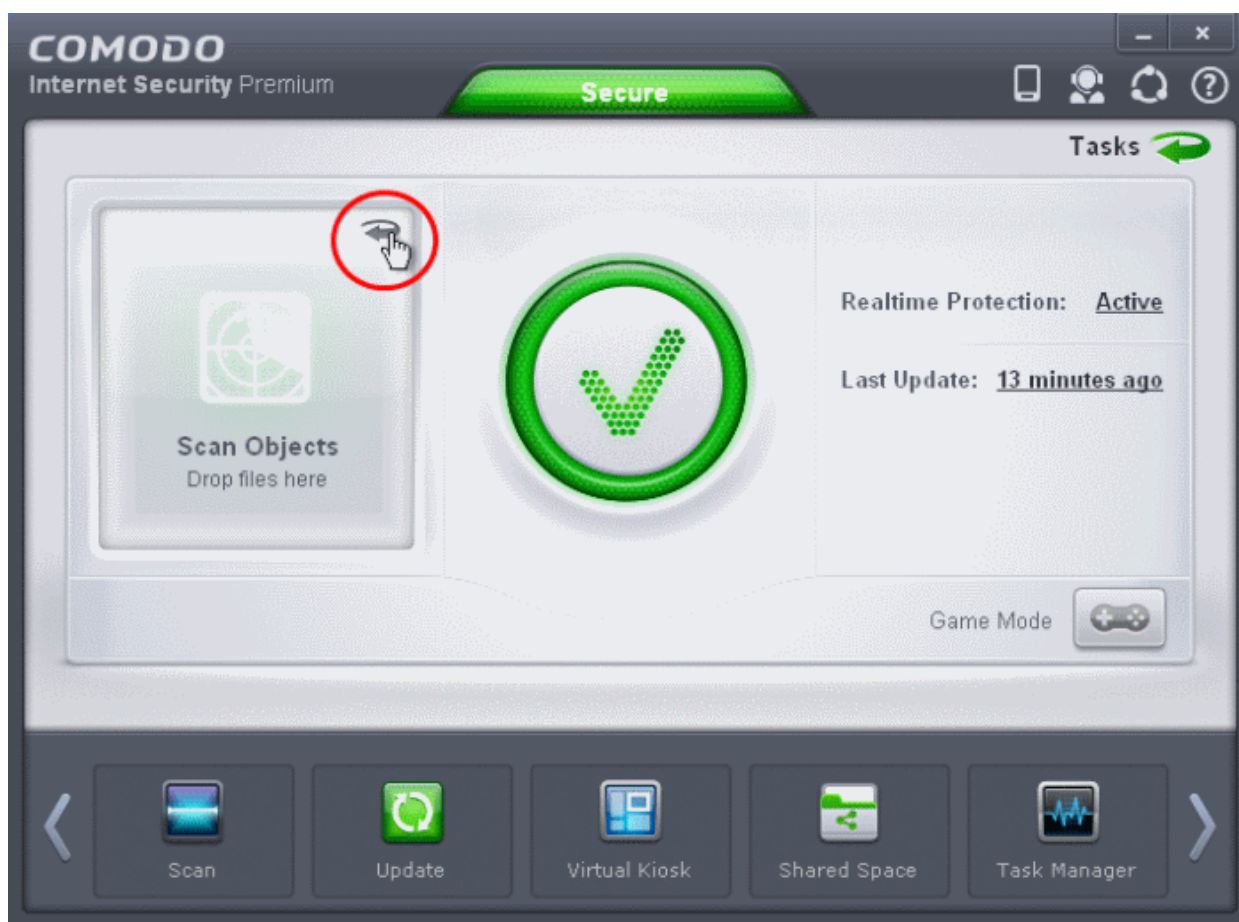 COMODO
Internet Security Premium
Secure
Tasks
Scan Objects
Drop files here
Realtime Protection: Active
Last Update: 13 minutes ago
Game Mode
Scan
Update
Virtual Kiosk
Shared Space
Task Manager